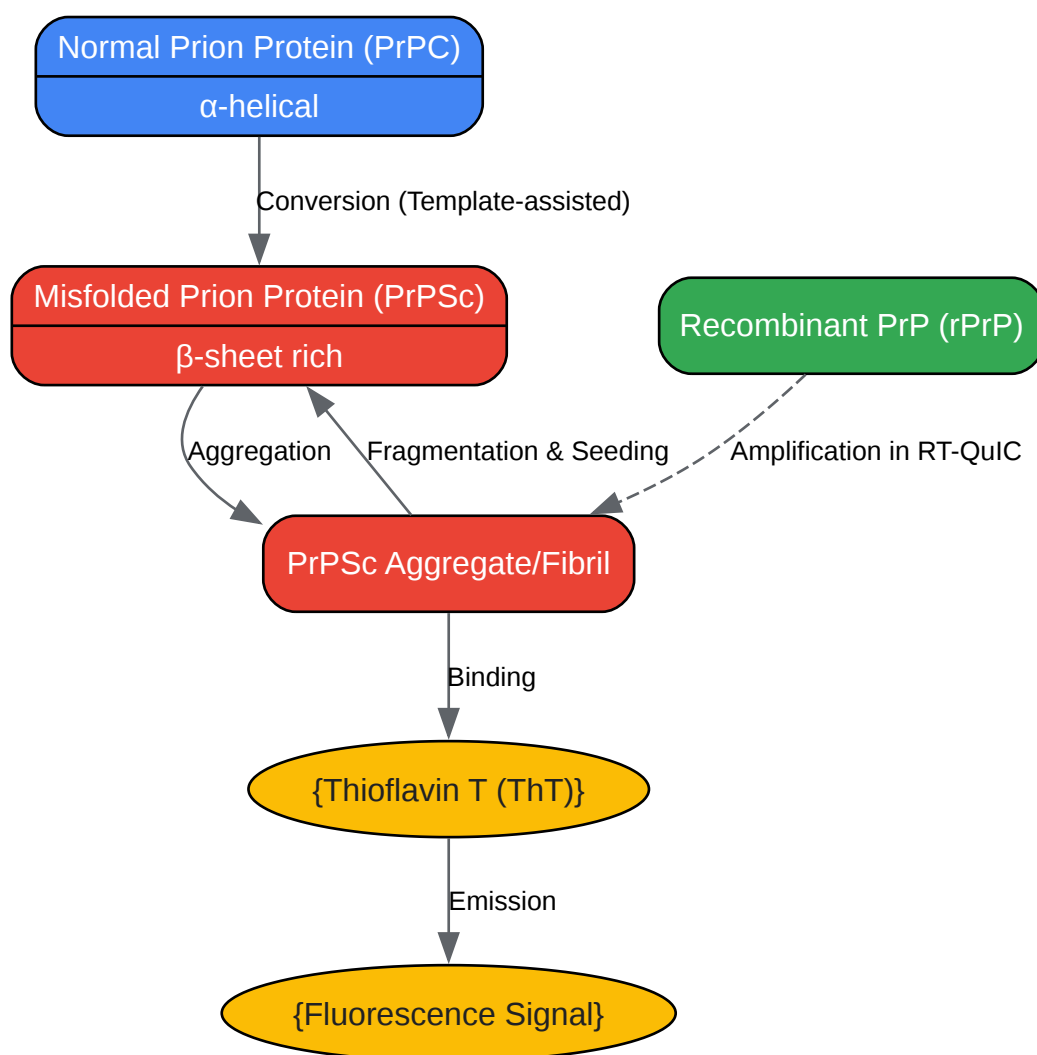 Normal Prion Protein (PrPC)
α-helical
Conversion (Template-assisted)
Misfolded Prion Protein (PrPSc)
β-sheet rich
Recombinant PrP (rPrP)
Aggregation
Fragmentation & Seeding
Amplification in RT-QuIC
PrPSc Aggregate/Fibril
Binding
{Thioflavin T (ThT)}
Emission
{Fluorescence Signal}